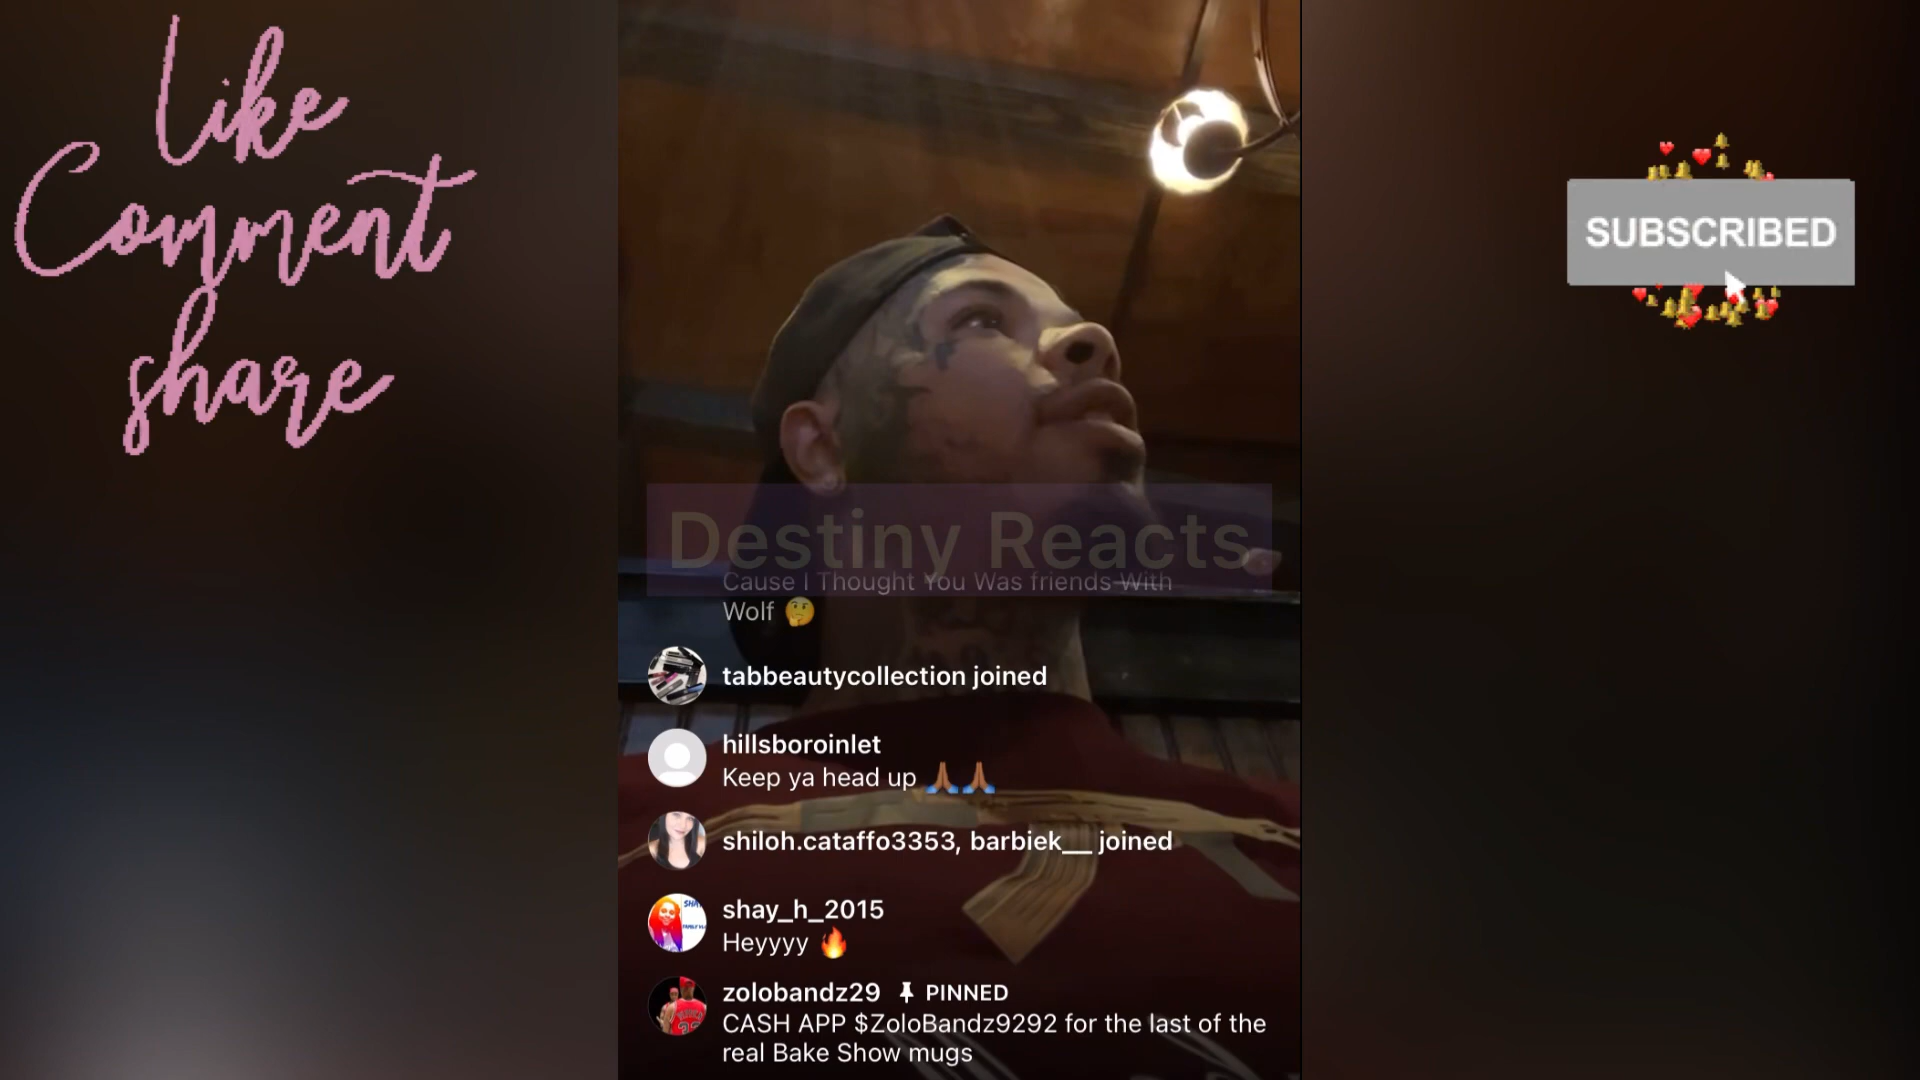 Like
Comment
share
SUBSCRIBED
Destiny Reacts
Cause I Thought You Was friends With
Wolf 🤔
tabbeautycollection joined
hillsboroinlet
Keep ya head up 🙏🏾🙏🏾
shiloh.cataffo3353, barbiek__ joined
shay_h_2015
Heyyyy 🔥
zolobandz29 PINNED
CASH APP $ZoloBandz9292 for the last of the
real Bake Show mugs